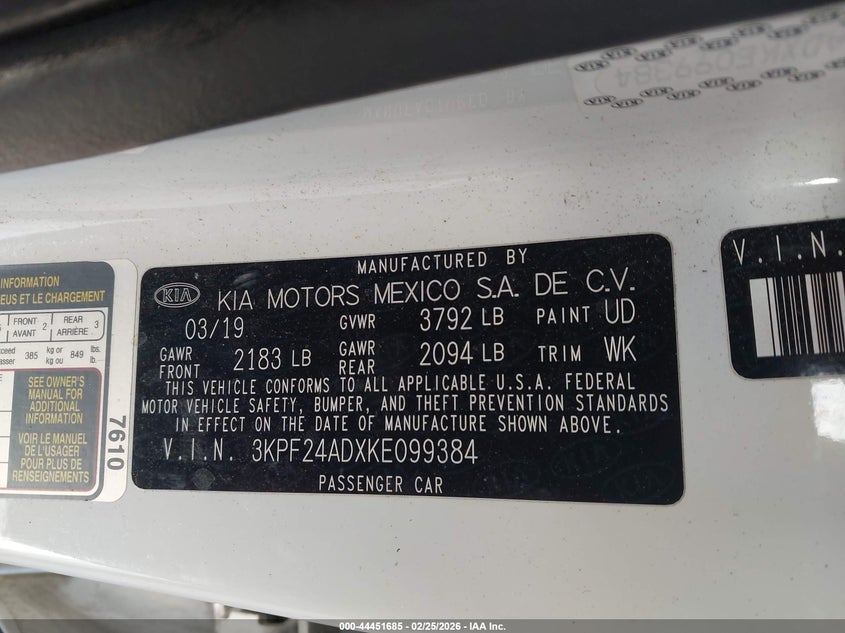 DXKE099384
KIA
MANUFACTURED BY
KIA MOTORS MEXICO S.A. DE C.V.
03/19 GVWR 3792 LB PAINT UD
GAWR FRONT 2183 LB GAWR REAR 2094 LB TRIM WK
THIS VEHICLE CONFORMS TO ALL APPLICABLE U.S.A. FEDERAL
MOTOR VEHICLE SAFETY, BUMPER, AND THEFT PREVENTION STANDARDS
IN EFFECT ON THE DATE OF MANUFACTURE SHOWN ABOVE.
V.I.N. 3KPF24ADXKE099384
PASSENGER CAR
INFORMATION
EUS ET LE CHARGEMENT
FRONT AVANT 2 REAR ARRIÈRE 3
385 kg or kg ou 849 lbs. lb.
SEE OWNER'S
MANUAL FOR
ADDITIONAL
INFORMATION
VOIR LE MANUEL
DE L'USAGER
POUR PLUS DE
RENSEIGNEMENTS
7610
V.I.N.
000-44451685 - 02/25/2026 - IAA Inc.